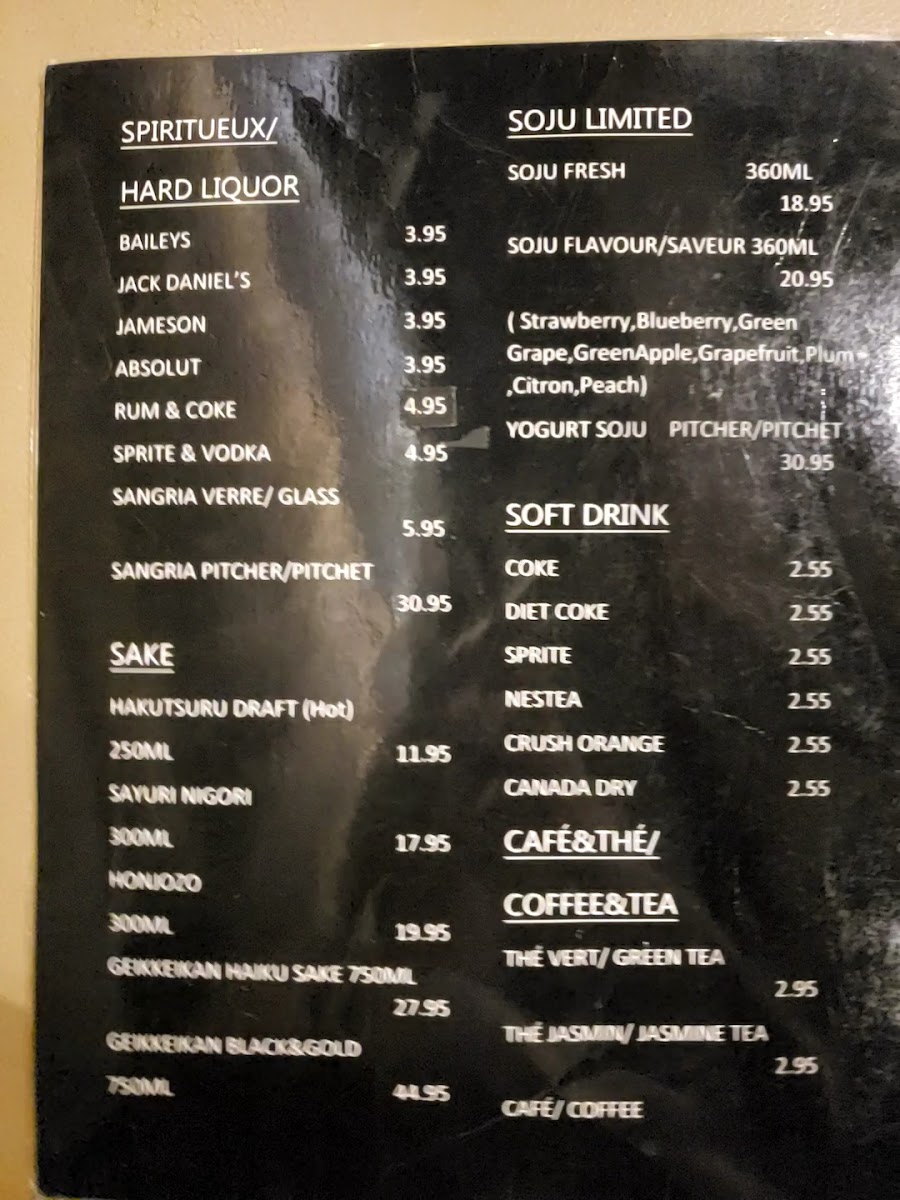 SPIRITUEUX/
HARD LIQUOR
BAILEYS 3.95
JACK DANIEL'S 3.95
JAMESON 3.95
ABSOLUT 3.95
RUM & COKE 4.95
SPRITE & VODKA 4.95
SANGRIA VERRE/ GLASS
5.95
SANGRIA PITCHER/PITCHET
30.95
SAKE
HAKUTSURU DRAFT (Hot)
250ML 11.95
SAYURI NIGORI
300ML 17.95
HONJOZO
300ML 19.95
GEIKKEIKAN HAIKU SAKE 750ML
27.95
GEIKKEIKAN BLACK&GOLD
750ML 44.95
SOJU LIMITED
SOJU FRESH 360ML
18.95
SOJU FLAVOUR/SAVEUR 360ML
20.95
( Strawberry,Blueberry,Green
Grape,GreenApple,Grapefruit,Plum
,Citron,Peach)
YOGURT SOJU PITCHER/PITCHET
30.95
SOFT DRINK
COKE 2.55
DIET COKE 2.55
SPRITE 2.55
NESTEA 2.55
CRUSH ORANGE 2.55
CANADA DRY 2.55
CAFÉ&THÉ/
COFFEE&TEA
THÉ VERT/ GREEN TEA
2.95
THÉ JASMIN/ JASMINE TEA
2.95
CAFÉ/ COFFEE